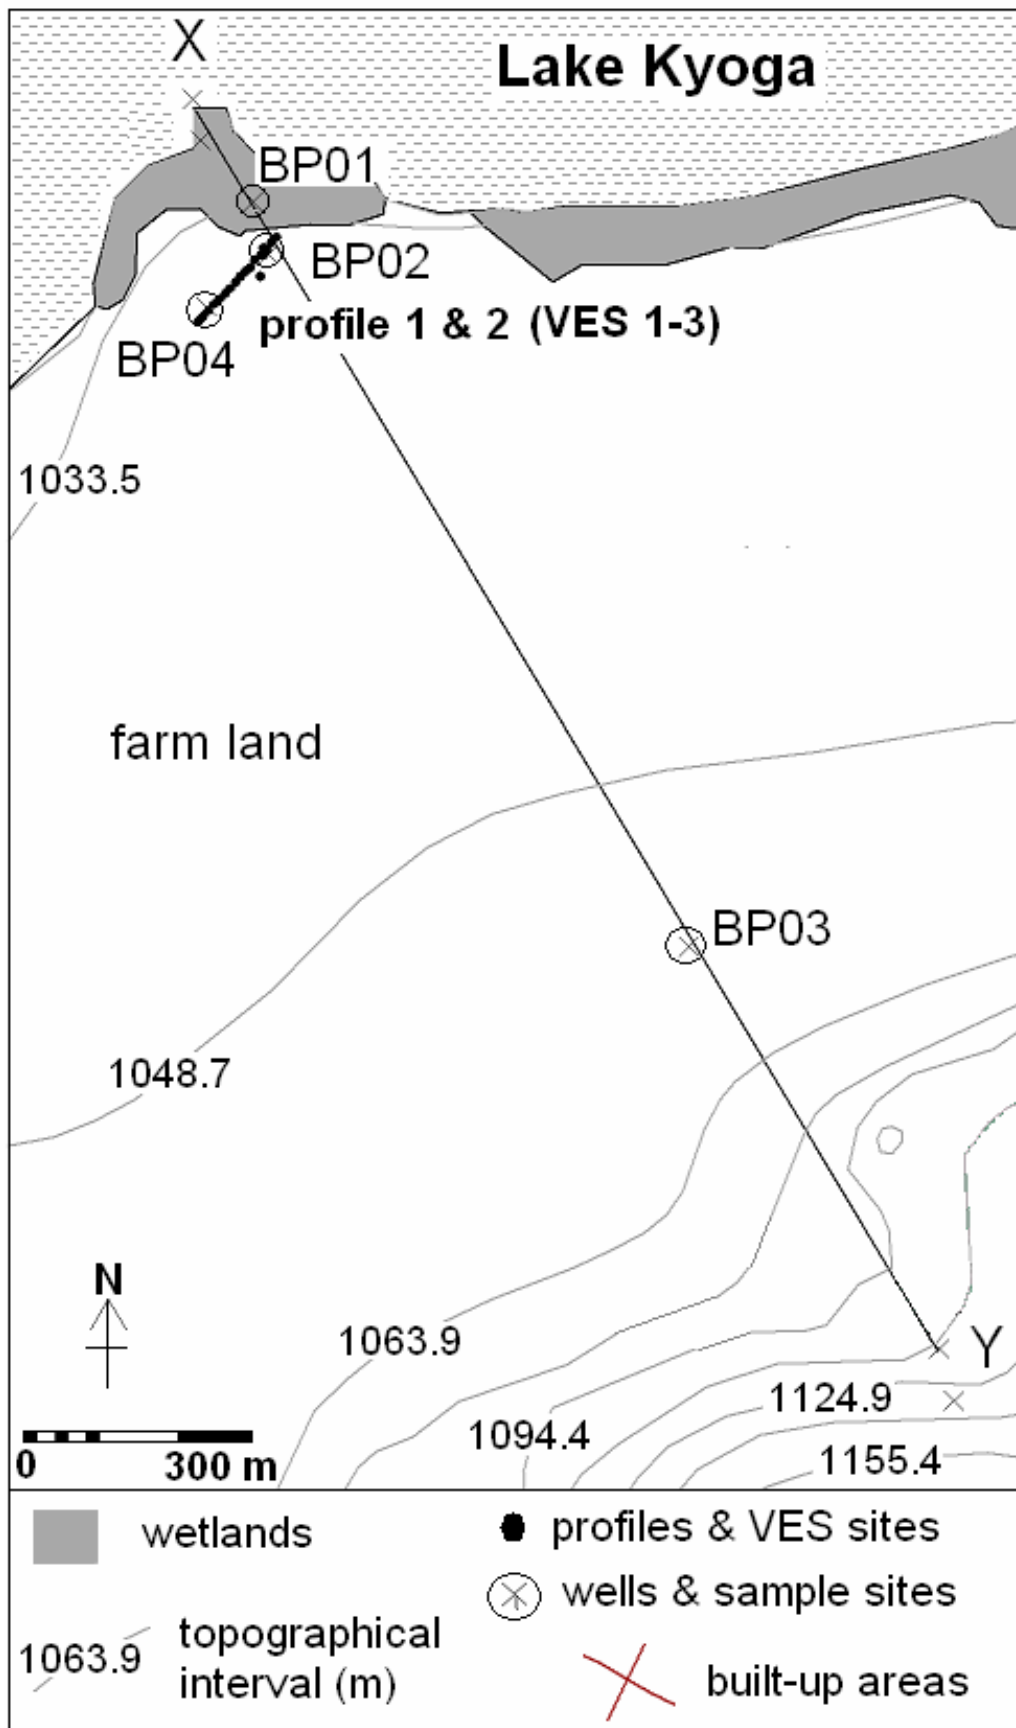 X
Lake Kyoga
BP01
BP02
profile 1 & 2 (VES 1-3)
BP04
1033.5
farm land
BP03
1048.7
N
1063.9
Y
1124.9
1094.4
1155.4
0 300 m
wetlands
profiles & VES sites
wells & sample sites
1063.9
topographical
interval (m)
built-up areas